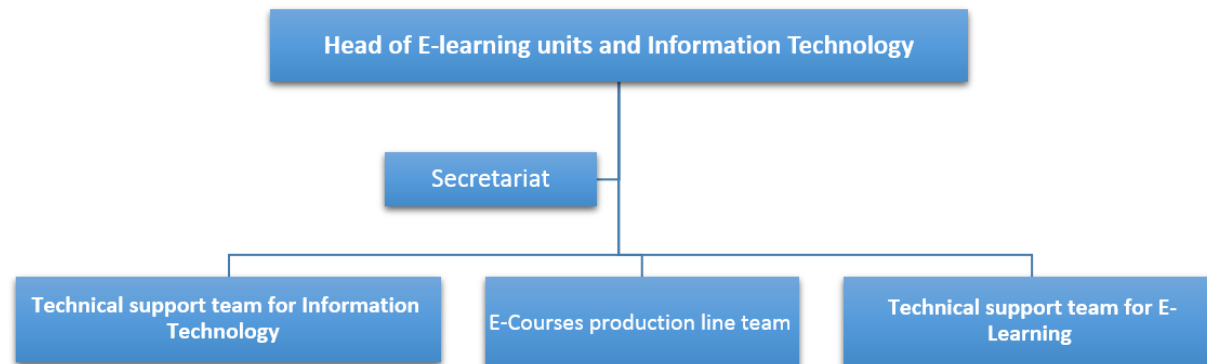 Head of E-learning units and Information Technology
Secretariat
Technical support team for Information
Technology
E-Courses production line team
Technical support team for E-
Learning